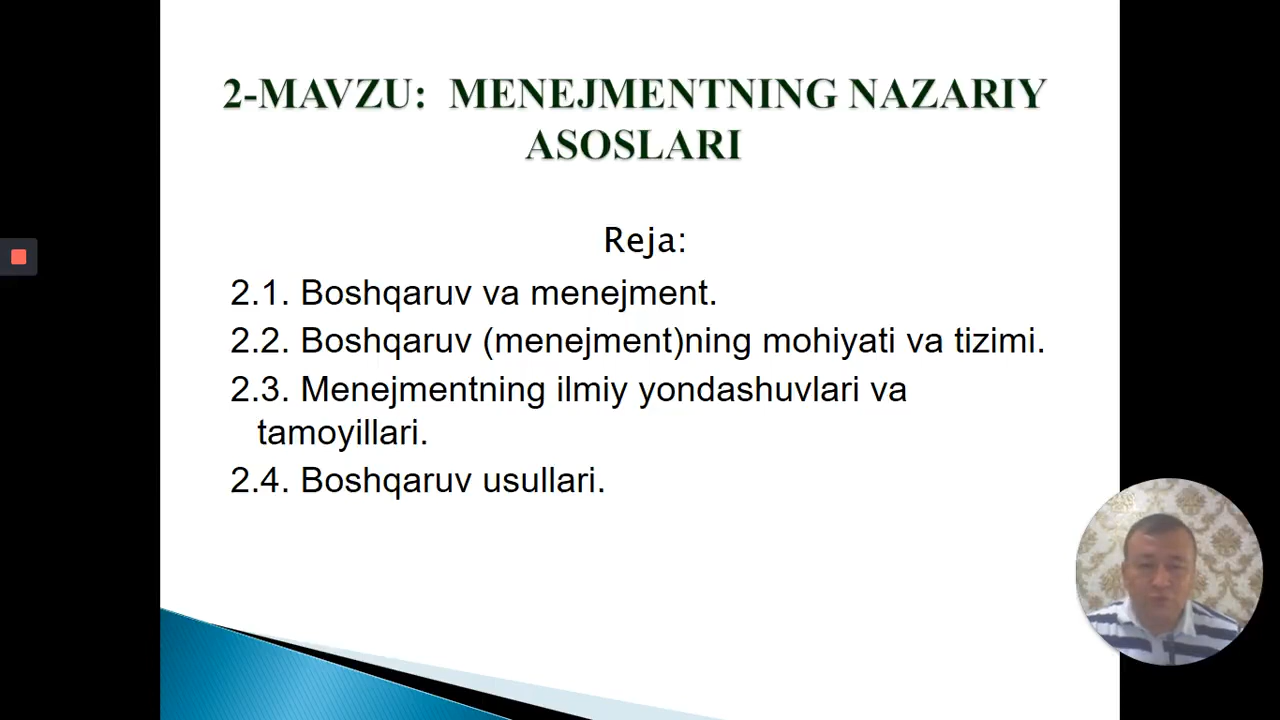 2-MAVZU: MENEJMENTNING NAZARIY
ASOSLARI
Reja:
2.1. Boshqaruv va menejment.
2.2. Boshqaruv (menejment)ning mohiyati va tizimi.
2.3. Menejmentning ilmiy yondashuvlari va
tamoyillari.
2.4. Boshqaruv usullari.